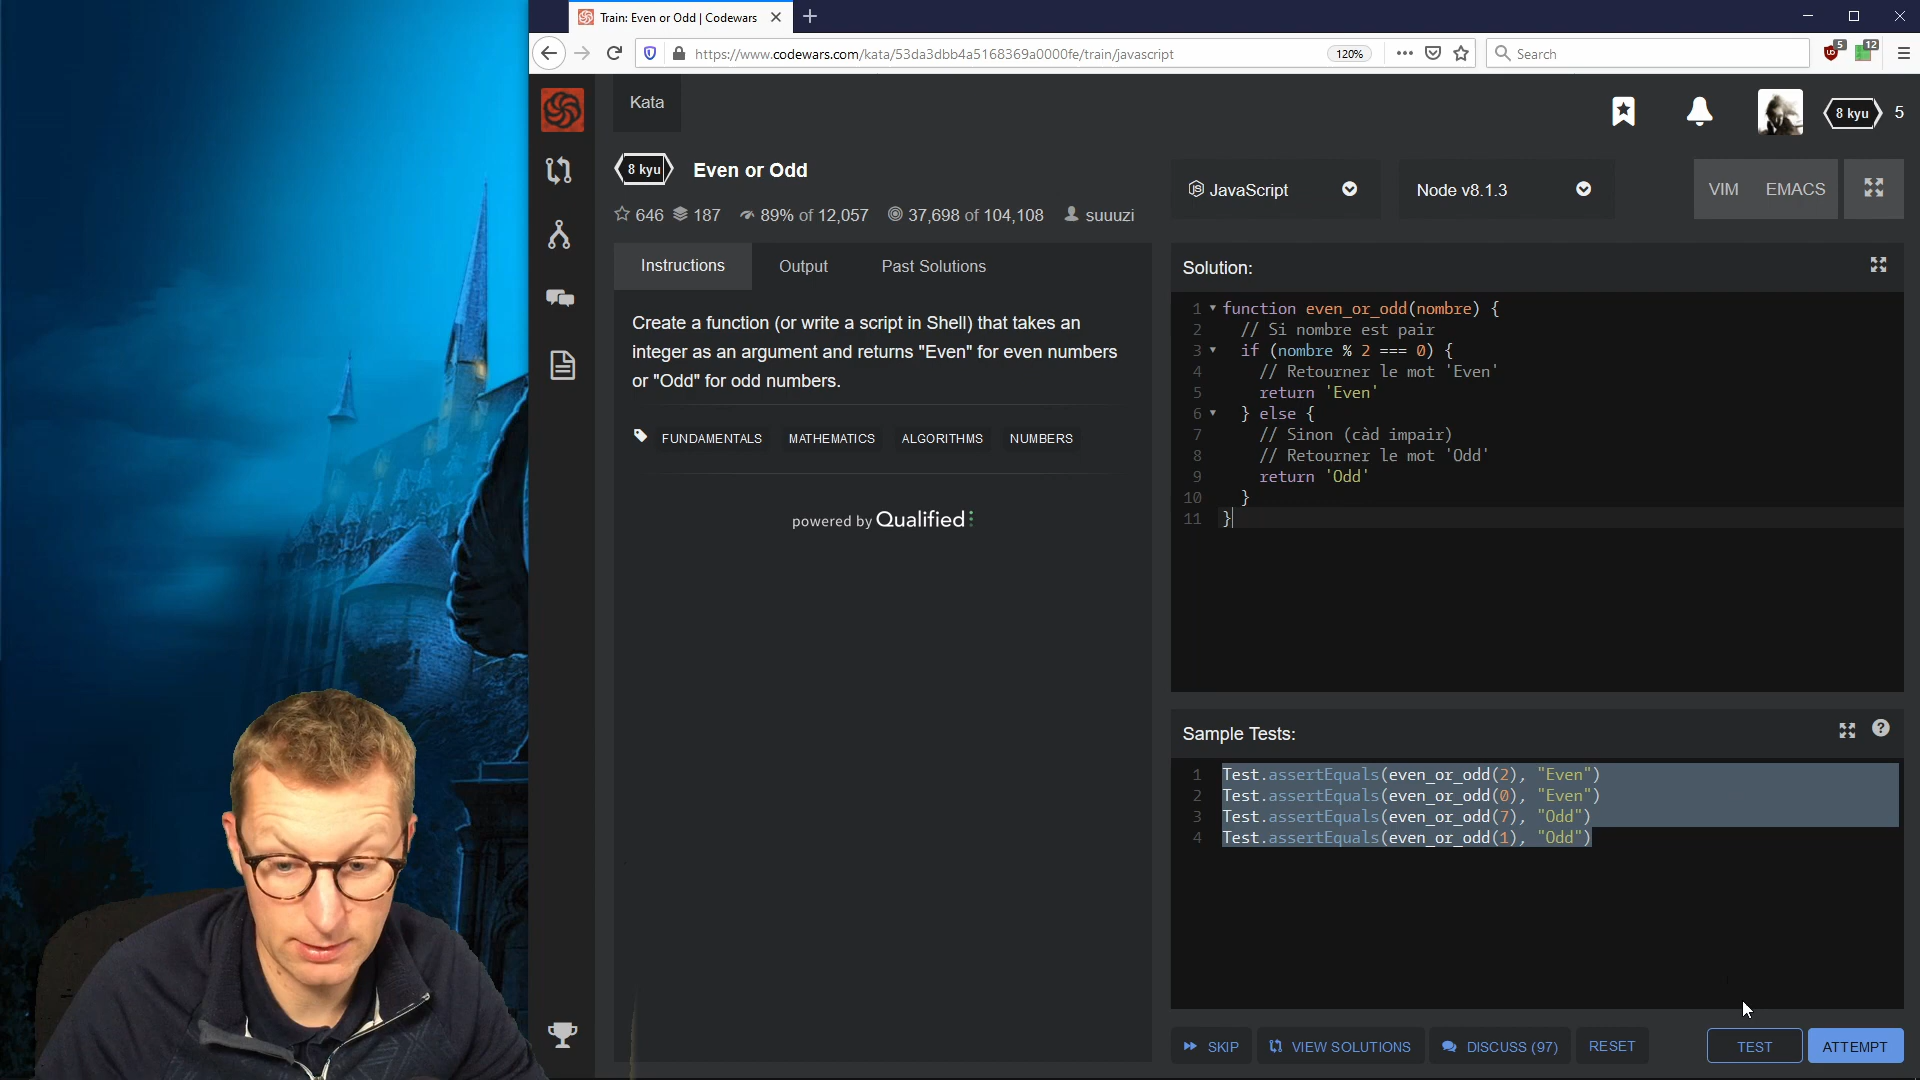 Train: Even or Odd | Codewars
https://www.codewars.com/kata/53da3dbb4a5168369a0000fe/train/javascript
120%
Search
5
12
Kata
8 kyu
5
8 kyu
Even or Odd
646
187
89% of 12,057
37,698 of 104,108
suuuzi
JavaScript
Node v8.1.3
VIM
EMACS
Instructions
Output
Past Solutions
Create a function (or write a script in Shell) that takes an
integer as an argument and returns "Even" for even numbers
or "Odd" for odd numbers.
FUNDAMENTALS
MATHEMATICS
ALGORITHMS
NUMBERS
powered by Qualified
Solution:
1 function even_or_odd(nombre) {
2 // Si nombre est pair
3 if (nombre % 2 === 0) {
4 // Retourner le mot 'Even'
5 return 'Even'
6 } else {
7 // Sinon (càd impair)
8 // Retourner le mot 'Odd'
9 return 'Odd'
10 }
11 }
Sample Tests:
1 Test.assertEquals(even_or_odd(2), "Even")
2 Test.assertEquals(even_or_odd(0), "Even")
3 Test.assertEquals(even_or_odd(7), "Odd")
4 Test.assertEquals(even_or_odd(1), "Odd")
SKIP
VIEW SOLUTIONS
DISCUSS (97)
RESET
TEST
ATTEMPT